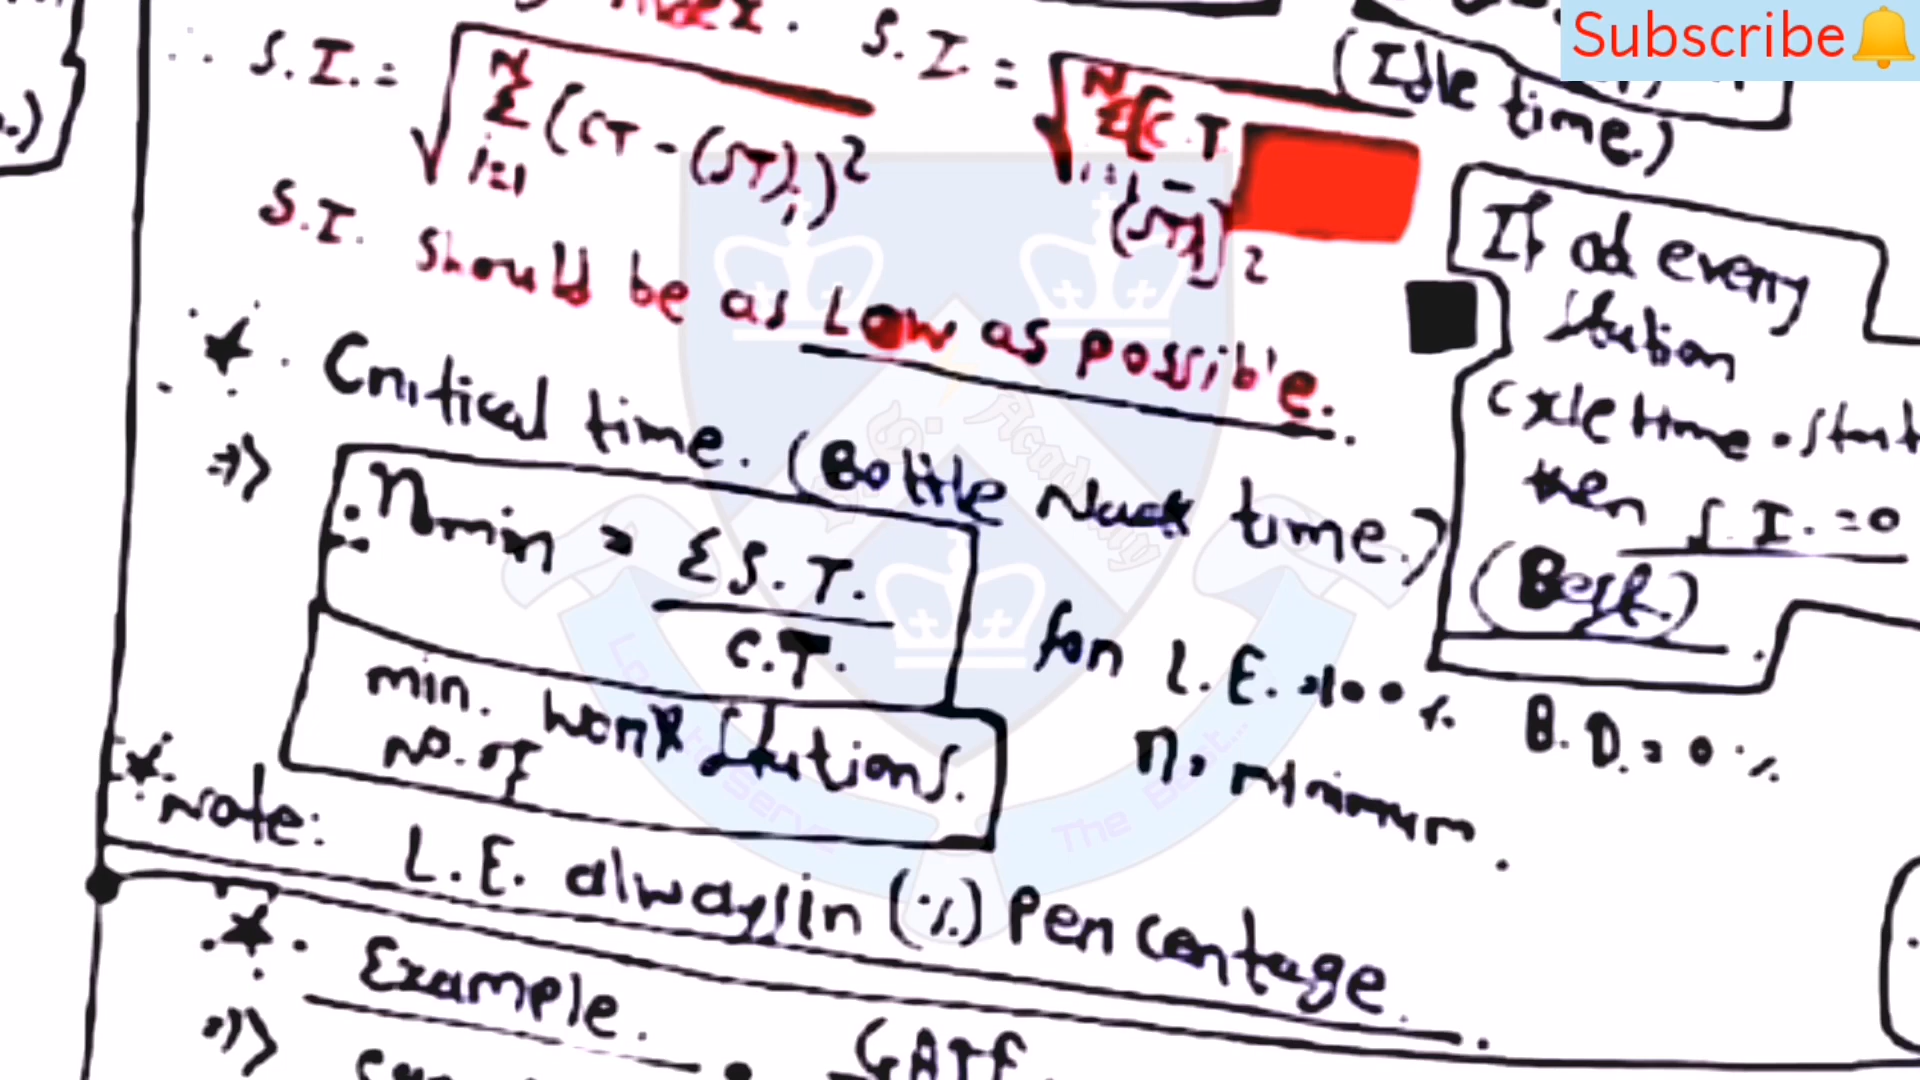 Subscribe
S.I. = √ N Σ i=1 (CT - (ST)i)²
S.I. = √ N Σ i=1 [C.T - (ST)i]²
(Idle time.)
S.I. should be as Low as possible.
If at every
station
cycle time = stat
then S.I. = 0
(Best.)
Critical time. (Bottle Neck time.)
⇒ nmin = ΣS.T. / C.T.
for L.E. = 100% B.D. = 0%
min. work stations.
no. of
n = minimum.
Note: L.E. always in (%) Percentage.
Example.
⇒
GATE
Academy